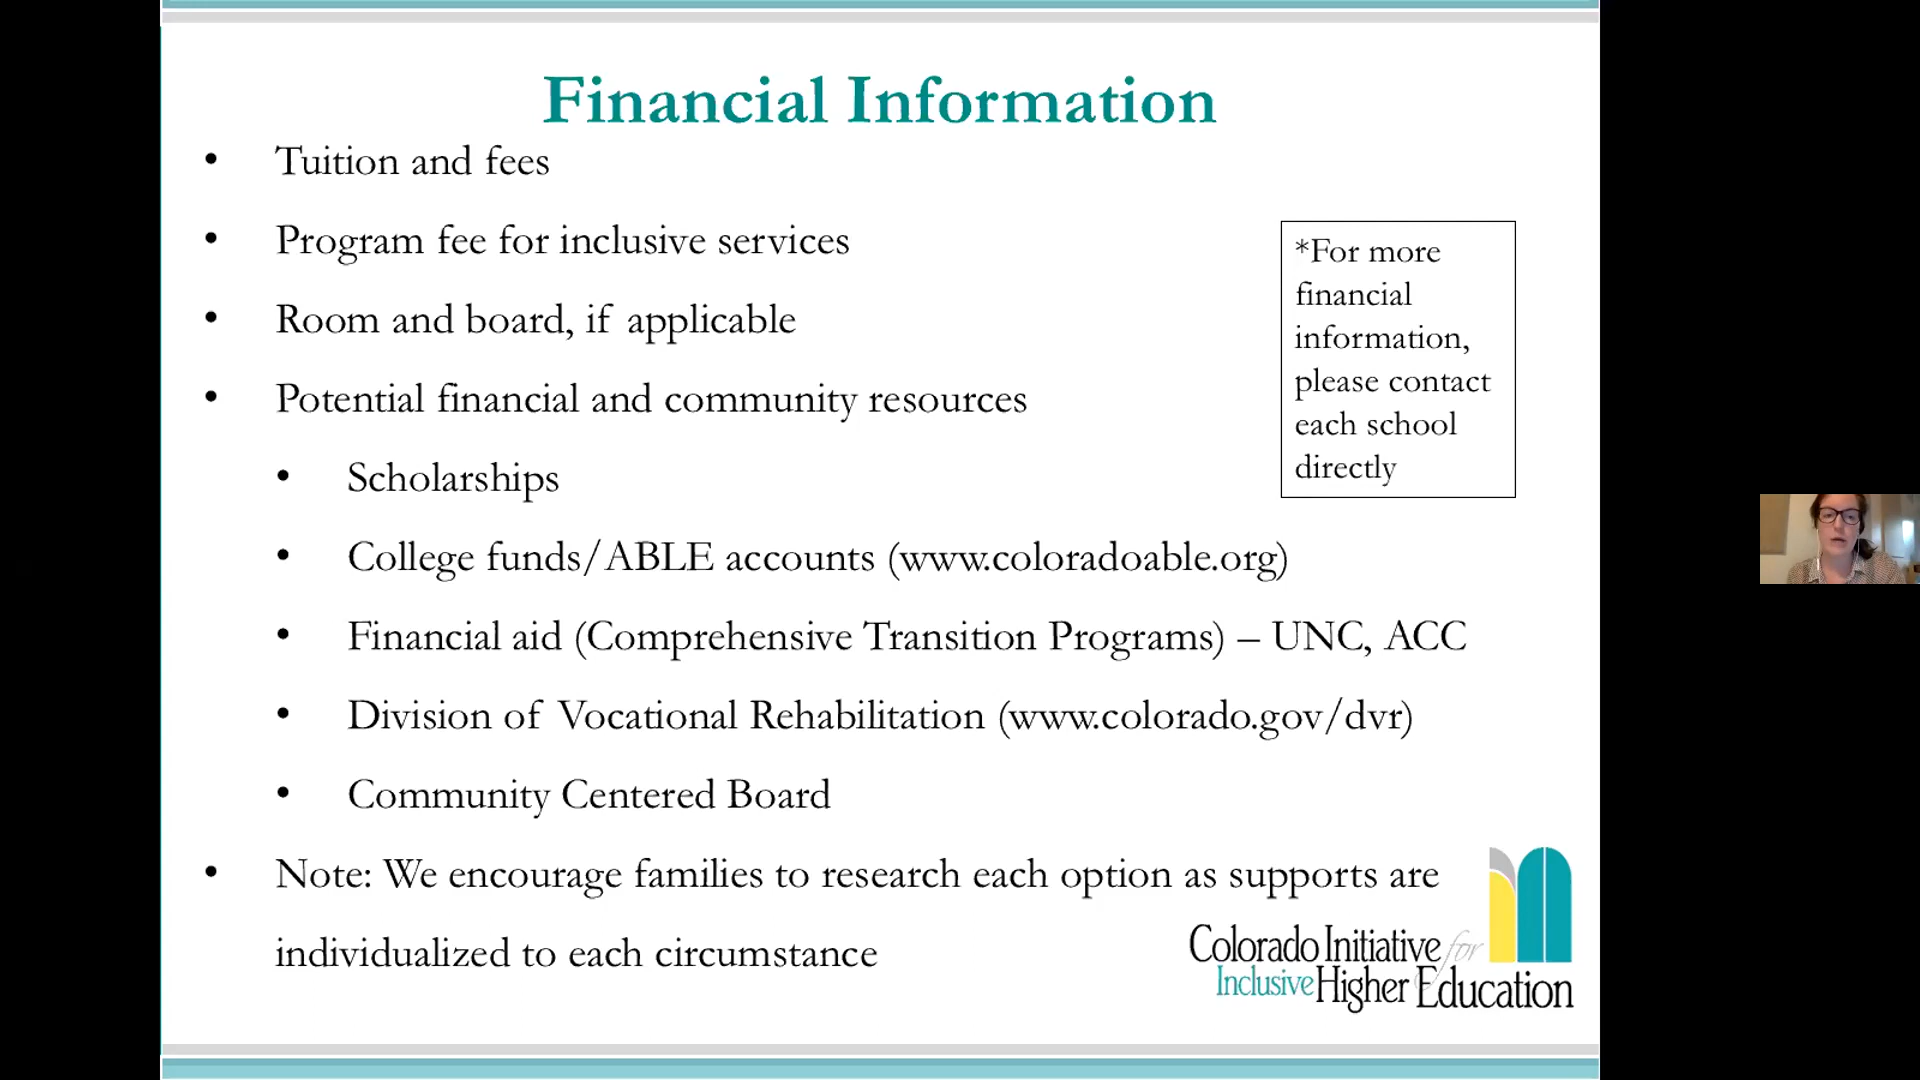 Financial Information
• Tuition and fees
• Program fee for inclusive services
• Room and board, if applicable
• Potential financial and community resources
• Scholarships
• College funds/ABLE accounts (www.coloradoable.org)
• Financial aid (Comprehensive Transition Programs) – UNC, ACC
• Division of Vocational Rehabilitation (www.colorado.gov/dvr)
• Community Centered Board
• Note: We encourage families to research each option as supports are
individualized to each circumstance
*For more
financial
information,
please contact
each school
directly
Colorado Initiative for
Inclusive Higher Education